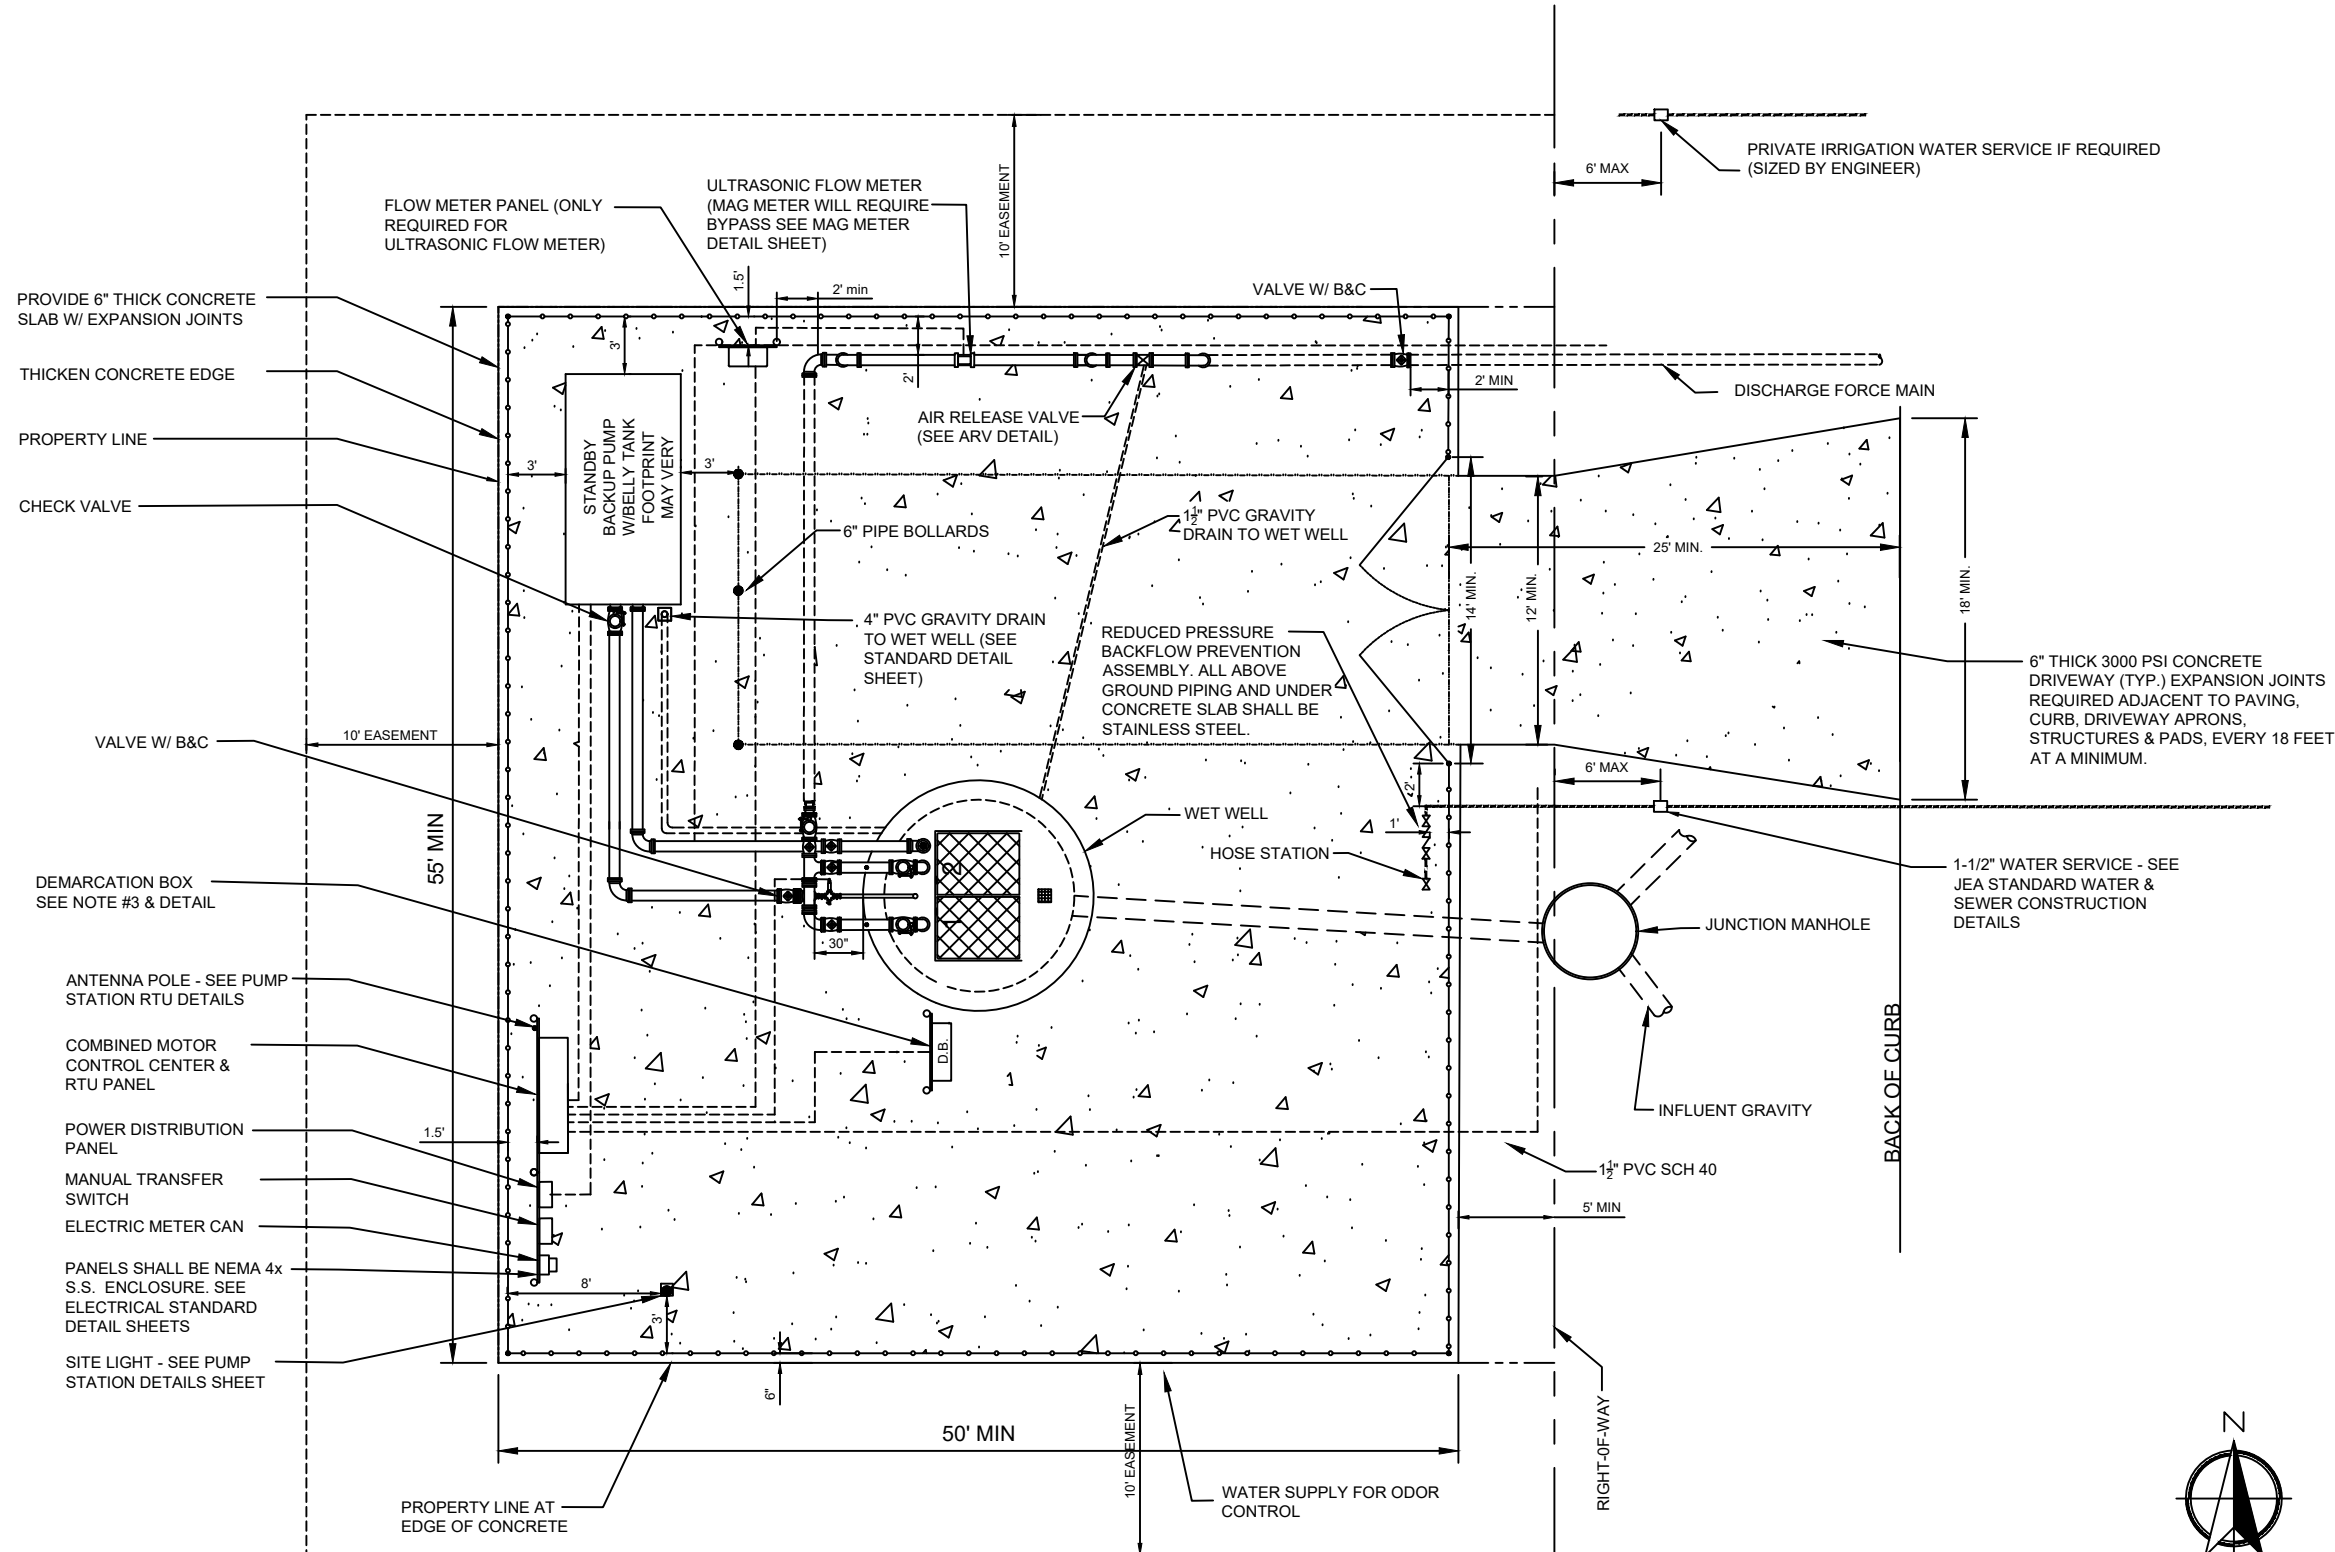 PRIVATE IRRIGATION WATER SERVICE IF REQUIRED
(SIZED BY ENGINEER)
6' MAX
10' EASEMENT
ULTRASONIC FLOW METER
(MAG METER WILL REQUIRE
BYPASS SEE MAG METER
DETAIL SHEET)
FLOW METER PANEL (ONLY
REQUIRED FOR
ULTRASONIC FLOW METER)
1.5'
2' min
VALVE W/ B&C
PROVIDE 6" THICK CONCRETE
SLAB W/ EXPANSION JOINTS
3'
2'
THICKEN CONCRETE EDGE
2' MIN
DISCHARGE FORCE MAIN
AIR RELEASE VALVE
(SEE ARV DETAIL)
PROPERTY LINE
3'
STANDBY
BACKUP PUMP
W/BELLY TANK
FOOTPRINT
MAY VERY
3'
CHECK VALVE
6" PIPE BOLLARDS
1½" PVC GRAVITY
DRAIN TO WET WELL
25' MIN.
14' MIN.
12' MIN.
18' MIN.
4" PVC GRAVITY DRAIN
TO WET WELL (SEE
STANDARD DETAIL
SHEET)
REDUCED PRESSURE
BACKFLOW PREVENTION
ASSEMBLY. ALL ABOVE
GROUND PIPING AND UNDER
CONCRETE SLAB SHALL BE
STAINLESS STEEL.
6" THICK 3000 PSI CONCRETE
DRIVEWAY (TYP.) EXPANSION JOINTS
REQUIRED ADJACENT TO PAVING,
CURB, DRIVEWAY APRONS,
STRUCTURES & PADS, EVERY 18 FEET
AT A MINIMUM.
VALVE W/ B&C
10' EASEMENT
6' MAX
2'
WET WELL
1'
HOSE STATION
55' MIN
2
1
1-1/2" WATER SERVICE - SEE
JEA STANDARD WATER &
SEWER CONSTRUCTION
DETAILS
DEMARCATION BOX
SEE NOTE #3 & DETAIL
JUNCTION MANHOLE
30"
ANTENNA POLE - SEE PUMP
STATION RTU DETAILS
COMBINED MOTOR
CONTROL CENTER &
RTU PANEL
D.B.
BACK OF CURB
INFLUENT GRAVITY
POWER DISTRIBUTION
PANEL
1.5'
1½" PVC SCH 40
MANUAL TRANSFER
SWITCH
5' MIN
ELECTRIC METER CAN
PANELS SHALL BE NEMA 4x
S.S. ENCLOSURE. SEE
ELECTRICAL STANDARD
DETAIL SHEETS
8'
3'
SITE LIGHT - SEE PUMP
STATION DETAILS SHEET
6"
50' MIN
10' EASEMENT
RIGHT-0F-WAY
N
PROPERTY LINE AT
EDGE OF CONCRETE
WATER SUPPLY FOR ODOR
CONTROL